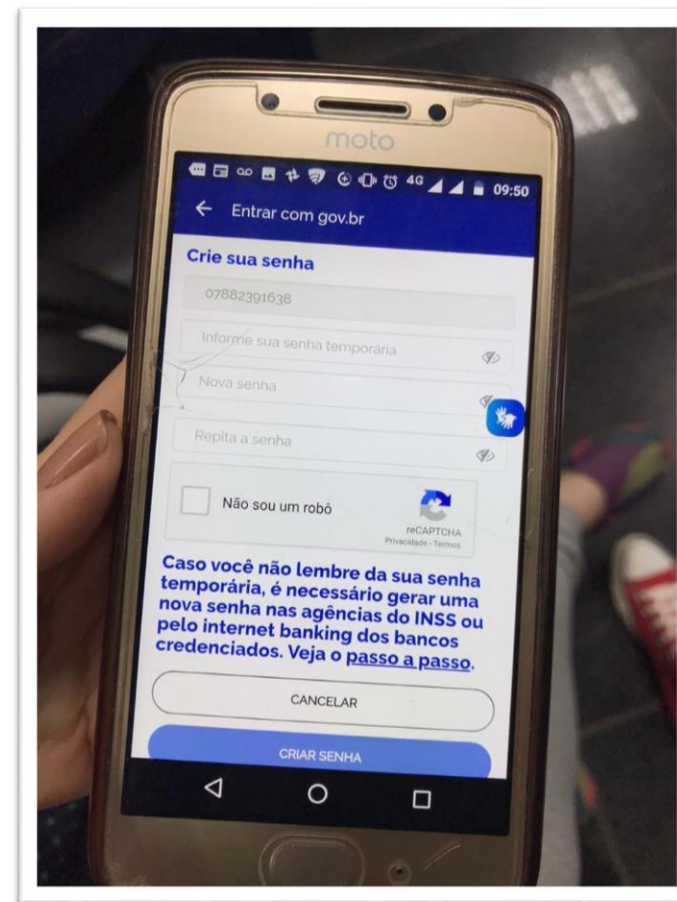 moto
4G 09:50
Entrar com gov.br
Crie sua senha
07882391638
Informe sua senha temporária
Nova senha
Repita a senha
Não sou um robô
reCAPTCHA
Privacidade - Termos
Caso você não lembre da sua senha
temporária, é necessário gerar uma
nova senha nas agências do INSS ou
pelo internet banking dos bancos
credenciados. Veja o passo a passo.
CANCELAR
CRIAR SENHA